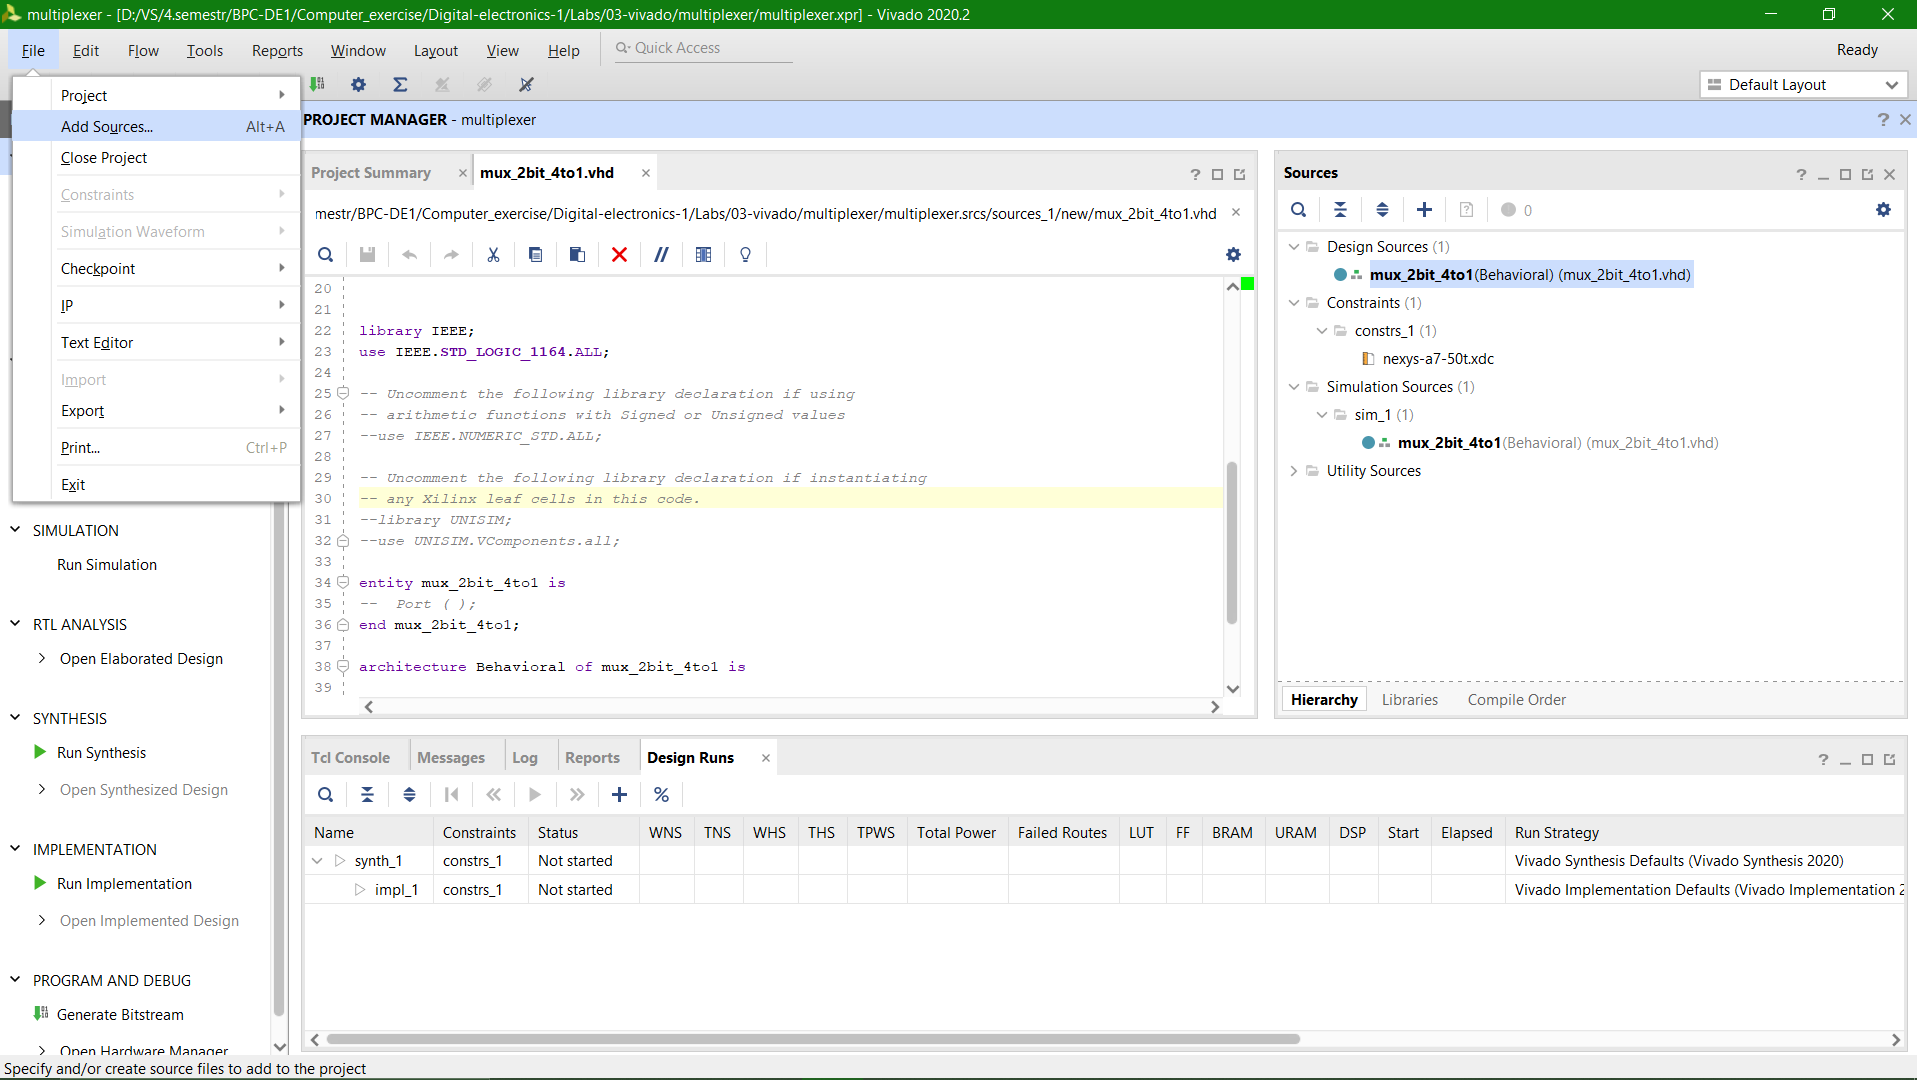 multiplexer - [D:/VS/4.semestr/BPC-DE1/Computer_exercise/Digital-electronics-1/Labs/03-vivado/multiplexer/multiplexer.xpr] - Vivado 2020.2
File Edit Flow Tools Reports Window Layout View Help Quick Access Ready
Default Layout
Project
Add Sources... Alt+A
Close Project
Constraints
Simulation Waveform
Checkpoint
IP
Text Editor
Import
Export
Print... Ctrl+P
Exit
SIMULATION
Run Simulation
RTL ANALYSIS
Open Elaborated Design
SYNTHESIS
Run Synthesis
Open Synthesized Design
IMPLEMENTATION
Run Implementation
Open Implemented Design
PROGRAM AND DEBUG
Generate Bitstream
Open Hardware Manager
PROJECT MANAGER - multiplexer
Project Summary mux_2bit_4to1.vhd
mestr/BPC-DE1/Computer_exercise/Digital-electronics-1/Labs/03-vivado/multiplexer/multiplexer.srcs/sources_1/new/mux_2bit_4to1.vhd
20
21
22 library IEEE;
23 use IEEE.STD_LOGIC_1164.ALL;
24
25 -- Uncomment the following library declaration if using
26 -- arithmetic functions with Signed or Unsigned values
27 --use IEEE.NUMERIC_STD.ALL;
28
29 -- Uncomment the following library declaration if instantiating
30 -- any Xilinx leaf cells in this code.
31 --library UNISIM;
32 --use UNISIM.VComponents.all;
33
34 entity mux_2bit_4to1 is
35 -- Port ( );
36 end mux_2bit_4to1;
37
38 architecture Behavioral of mux_2bit_4to1 is
39
Sources
0
Design Sources (1)
mux_2bit_4to1(Behavioral) (mux_2bit_4to1.vhd)
Constraints (1)
constrs_1 (1)
nexys-a7-50t.xdc
Simulation Sources (1)
sim_1 (1)
mux_2bit_4to1(Behavioral) (mux_2bit_4to1.vhd)
Utility Sources
Hierarchy Libraries Compile Order
Tcl Console Messages Log Reports Design Runs
Name Constraints Status WNS TNS WHS THS TPWS Total Power Failed Routes LUT FF BRAM URAM DSP Start Elapsed Run Strategy
synth_1 constrs_1 Not started Vivado Synthesis Defaults (Vivado Synthesis 2020)
impl_1 constrs_1 Not started Vivado Implementation Defaults (Vivado Implementation 2
Specify and/or create source files to add to the project